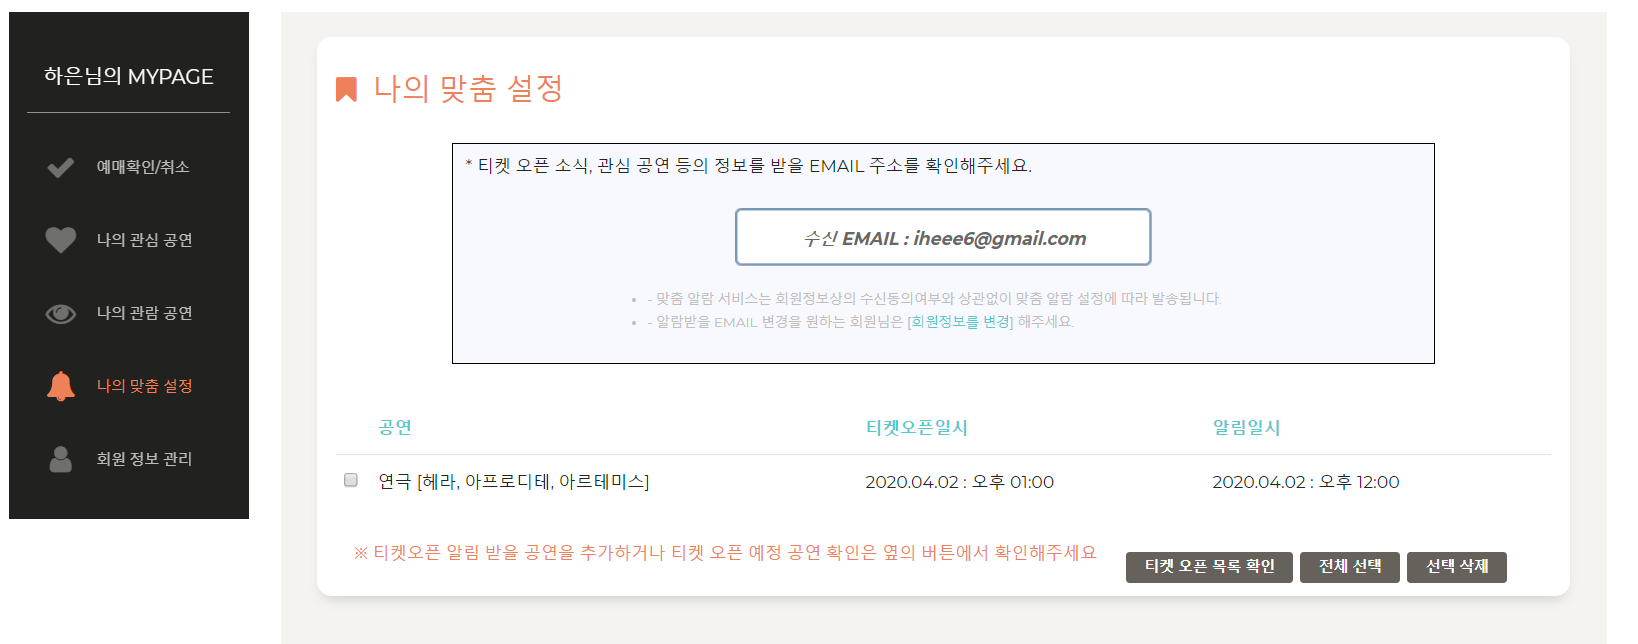 하은님의 MYPAGE
예매확인/취소
나의 관심 공연
나의 관람 공연
나의 맞춤 설정
회원 정보 관리
나의 맞춤 설정
* 티켓 오픈 소식, 관심 공연 등의 정보를 받을 EMAIL 주소를 확인해주세요.
수신 EMAIL : iheee6@gmail.com
• - 맞춤 알람 서비스는 회원정보상의 수신동의여부와 상관없이 맞춤 알람 설정에 따라 발송됩니다.
• - 알람받을 EMAIL 변경을 원하는 회원님은 [회원정보를 변경] 해주세요.
공연 티켓오픈일시 알림일시
연극 [헤라, 아프로디테, 아르테미스] 2020.04.02 : 오후 01:00 2020.04.02 : 오후 12:00
※ 티켓오픈 알림 받을 공연을 추가하거나 티켓 오픈 예정 공연 확인은 옆의 버튼에서 확인해주세요
티켓 오픈 목록 확인 전체 선택 선택 삭제